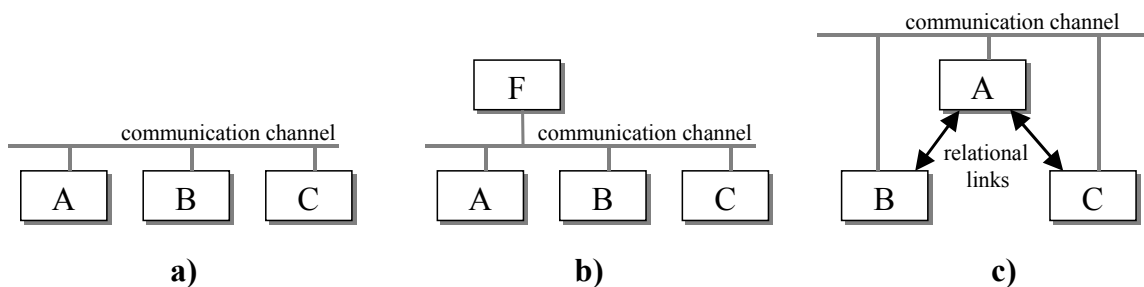 communication channel
A
B
C
a)
F
communication channel
A
B
C
b)
communication channel
A
relational
links
B
C
c)